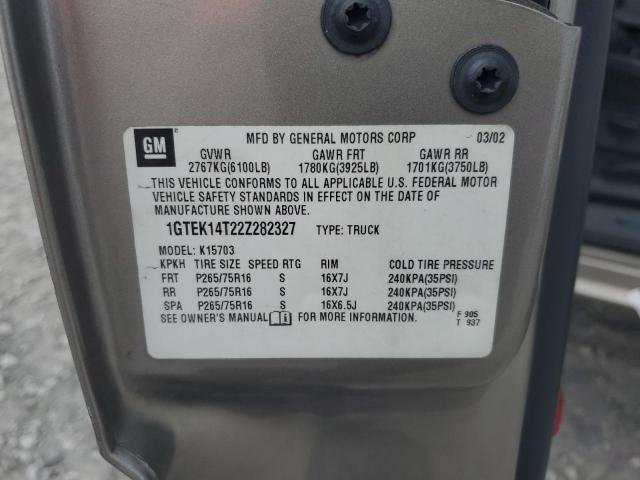 GM
MFD BY GENERAL MOTORS CORP 03/02
GVWR GAWR FRT GAWR RR
2767KG(6100LB) 1780KG(3925LB) 1701KG(3750LB)
THIS VEHICLE CONFORMS TO ALL APPLICABLE U.S. FEDERAL MOTOR
VEHICLE SAFETY STANDARDS IN EFFECT ON THE DATE OF
MANUFACTURE SHOWN ABOVE.
1GTEK14T22Z282327 TYPE: TRUCK
MODEL: K15703
KPKH TIRE SIZE SPEED RTG RIM COLD TIRE PRESSURE
FRT P265/75R16 S 16X7J 240KPA(35PSI)
RR P265/75R16 S 16X7J 240KPA(35PSI)
SPA P265/75R16 S 16X6.5J 240KPA(35PSI)
SEE OWNER'S MANUAL FOR MORE INFORMATION. F 905
T 937